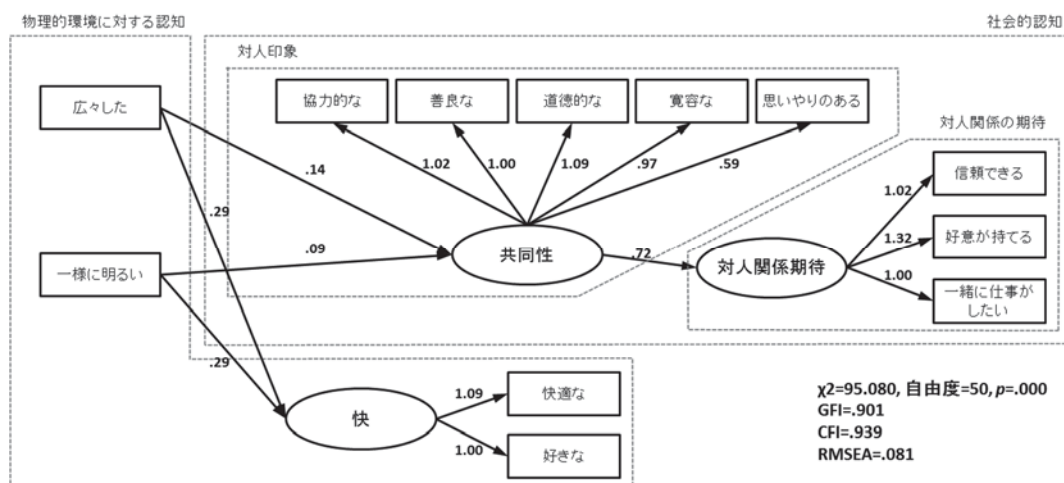 物理的環境に対する認知
社会的認知
対人印象
広々した
協力的な
善良な
道徳的な
寛容な
思いやりのある
対人関係の期待
1.02
1.00
1.09
.97
.59
信頼できる
.14
.29
1.02
好意が持てる
1.32
一様に明るい
.09
共同性
.72
対人関係期待
1.00
一緒に仕事が
したい
.29
快
1.09
快適な
1.00
好きな
χ2=95.080, 自由度=50, p=.000
GFI=.901
CFI=.939
RMSEA=.081